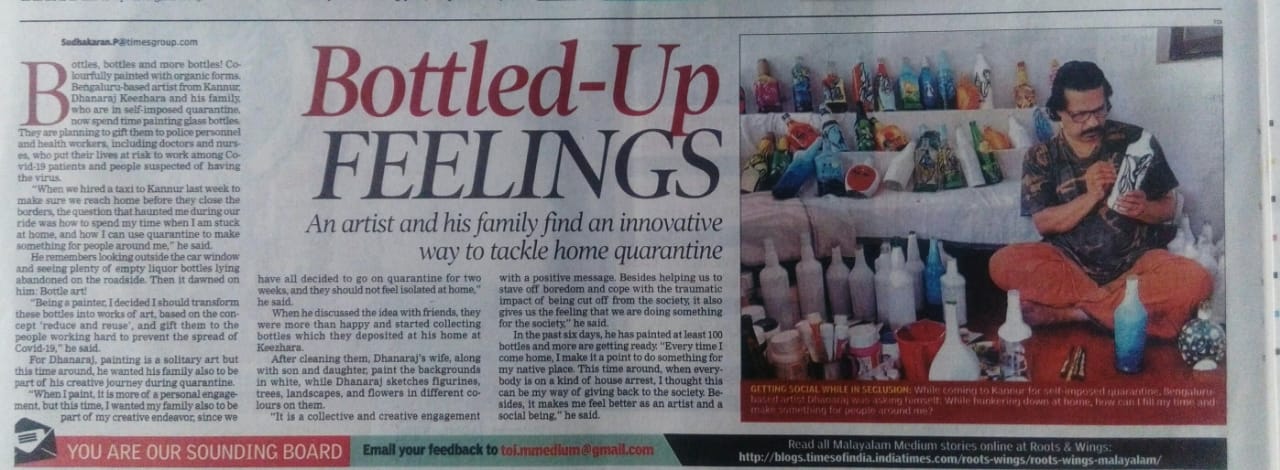 TOI
Sudhakaran.P@timesgroup.com
Bottled-Up
FEELINGS
An artist and his family find an innovative
way to tackle home quarantine
Bottles, bottles and more bottles! Co-
lourfully painted with organic forms.
Bengaluru-based artist from Kannur,
Dhanaraj Keezhara and his family,
who are in self-imposed quarantine,
now spend time painting glass bottles.
They are planning to gift them to police personnel
and health workers, including doctors and nurs-
es, who put their lives at risk to work among Co-
vid-19 patients and people suspected of having
the virus.
"When we hired a taxi to Kannur last week to
make sure we reach home before they close the
borders, the question that haunted me during our
ride was how to spend my time when I am stuck
at home, and how I can use quarantine to make
something for people around me," he said.
He remembers looking outside the car window
and seeing plenty of empty liquor bottles lying
abandoned on the roadside. Then it dawned on
him: Bottle art!
"Being a painter, I decided I should transform
these bottles into works of art, based on the con-
cept 'reduce and reuse', and gift them to the
people working hard to prevent the spread of
Covid-19," he said.
For Dhanaraj, painting is a solitary art but
this time around, he wanted his family also to be
part of his creative journey during quarantine.
"When I paint, it is more of a personal engage-
ment, but this time, I wanted my family also to be
part of my creative endeavor, since we
have all decided to go on quarantine for two
weeks, and they should not feel isolated at home,"
he said.
When he discussed the idea with friends, they
were more than happy and started collecting
bottles which they deposited at his home at
Keezhara.
After cleaning them, Dhanaraj's wife, along
with son and daughter, paint the backgrounds
in white, while Dhanaraj sketches figurines,
trees, landscapes, and flowers in different co-
lours on them.
"It is a collective and creative engagement
with a positive message. Besides helping us to
stave off boredom and cope with the traumatic
impact of being cut off from the society, it also
gives us the feeling that we are doing something
for the society," he said.
In the past six days, he has painted at least 100
bottles and more are getting ready. "Every time I
come home, I make it a point to do something for
my native place. This time around, when every-
body is on a kind of house arrest, I thought this
can be my way of giving back to the society. Be-
sides, it makes me feel better as an artist and a
social being," he said.
GETTING SOCIAL WHILE IN SECLUSION: While coming to Kannur for self-imposed quarantine, Bengaluru-
based artist Dhanaraj was asking himself: While hunkering down at home, how can I fill my time and
make something for people around me?
YOU ARE OUR SOUNDING BOARD
Email your feedback to toi.mmedium@gmail.com
Read all Malayalam Medium stories online at Roots & Wings:
http://blogs.timesofindia.indiatimes.com/roots-wings/roots-wings-malayalam/